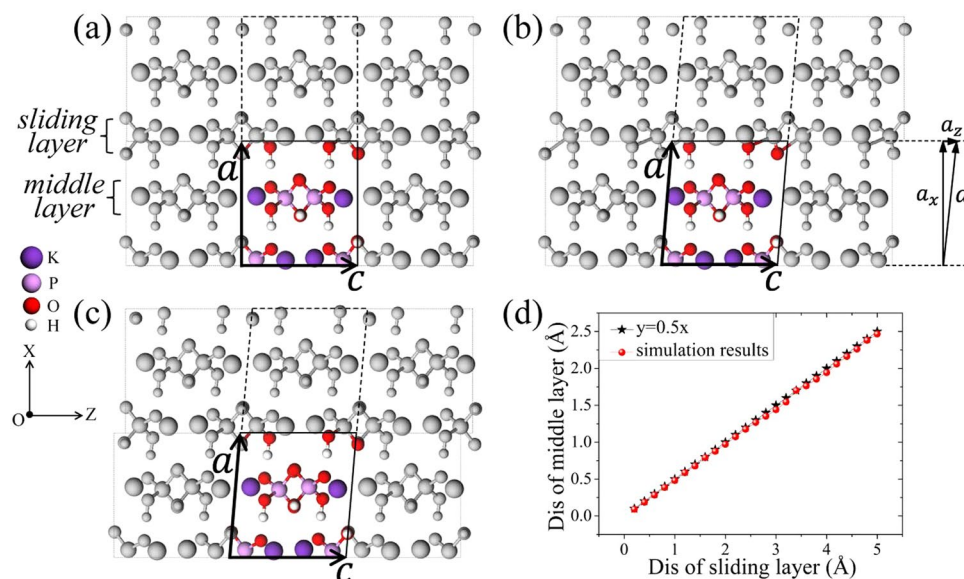 (a)
(b)
sliding
layer
middle
layer
a
c
a
c
a_z
a_x
a
K
P
O
H
X
O
Z
(c)
a
c
(d)
y=0.5x
simulation results
Dis of middle layer (Å)
2.5
2.0
1.5
1.0
0.5
0.0
0 1 2 3 4 5
Dis of sliding layer (Å)